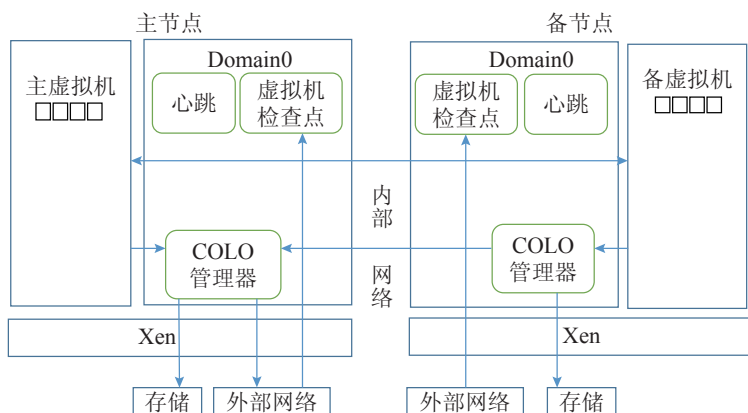 主节点
备节点
Domain0
Domain0
主虚拟机
□□□□
心跳
虚拟机
检查点
虚拟机
检查点
心跳
备虚拟机
□□□□
内
部
网
络
COLO
管理器
COLO
管理器
Xen
Xen
存储
外部网络
外部网络
存储